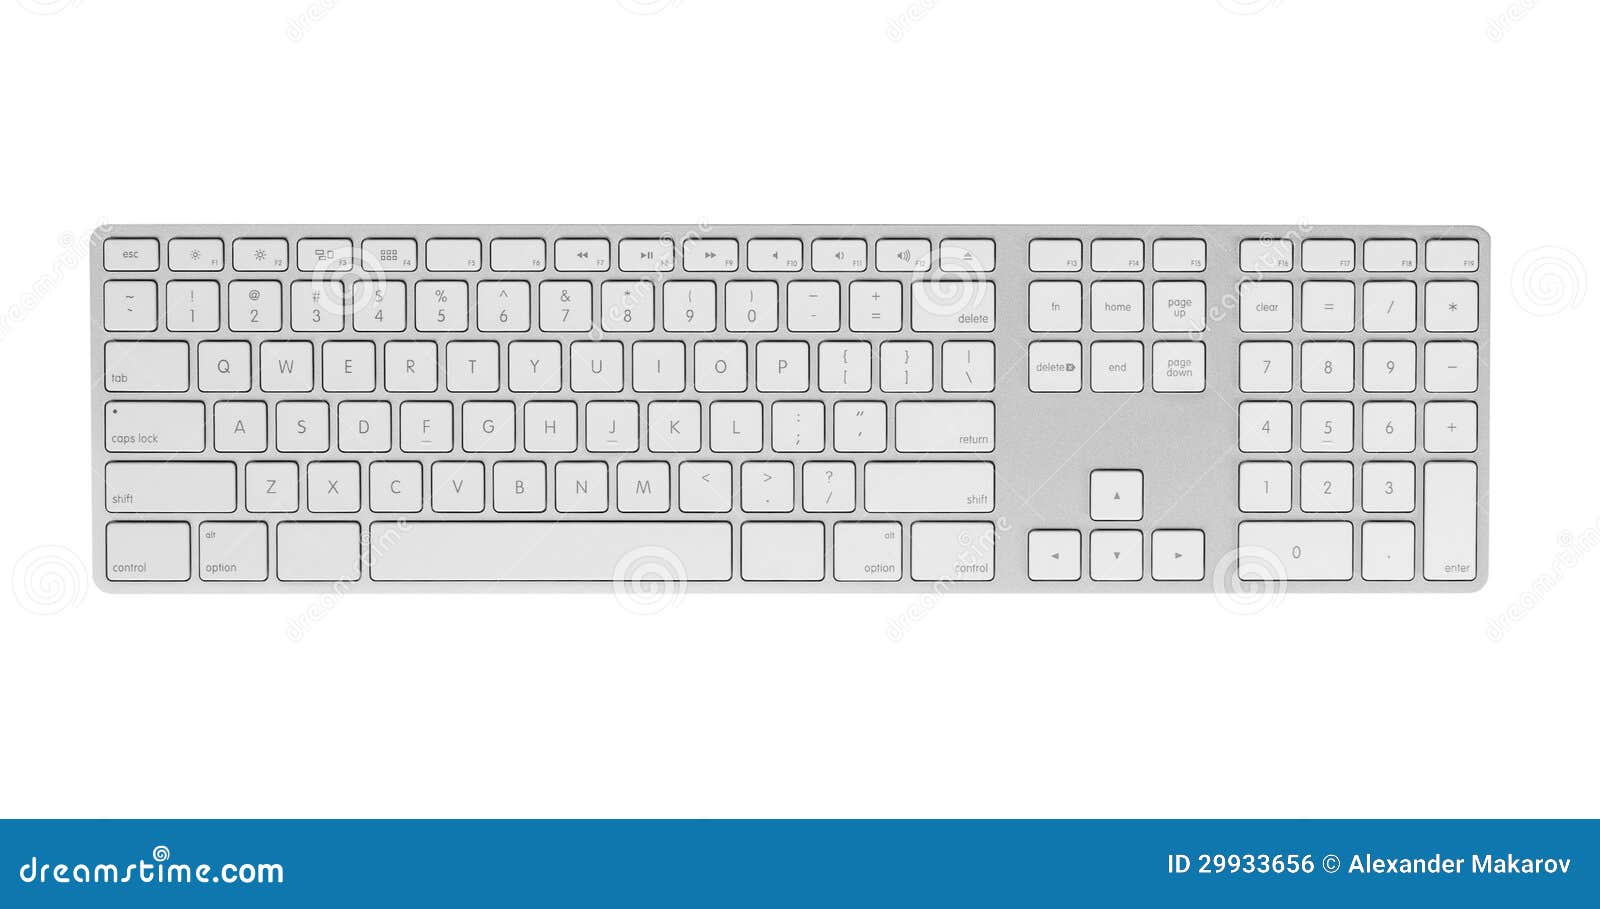 esc F1 F2 F3 F4 F5 F6 F7 F8 F9 F10 F11 F12 F13 F14 F15 F16 F17 F18 F19
~ ! @ # $ % ^ & * ( ) — +
` 1 2 3 4 5 6 7 8 9 0 - = delete fn home page up clear = / *
tab Q W E R T Y U I O P { [ } ] | \ delete end page down 7 8 9 −
caps lock A S D F G H J K L : ; " ' return 4 5 6 +
shift Z X C V B N M < , > . ? / shift 1 2 3
control alt option alt option control 0 . enter
dreamstime.com
ID 29933656 © Alexander Makarov